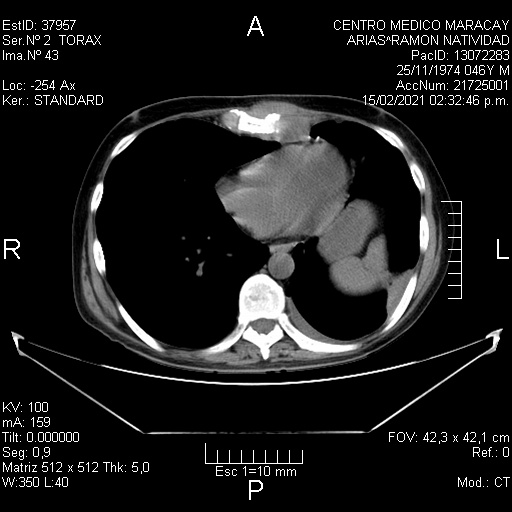 EstID: 37957
Ser.Nº 2 TORAX
Ima.Nº 43
Loc: -254 Ax
Ker.: STANDARD
A
CENTRO MEDICO MARACAY
ARIAS^RAMON NATIVIDAD
PacID: 13072283
25/11/1974 046Y M
AccNum: 21725001
15/02/2021 02:32:46 p.m.
R
L
KV: 100
mA: 159
Tilt: 0.000000
Seg: 0,9
Matriz 512 x 512 Thk: 5,0
W:350 L:40
Esc 1=10 mm
P
FOV: 42,3 x 42,1 cm
Ref.: 0
Mod.: CT